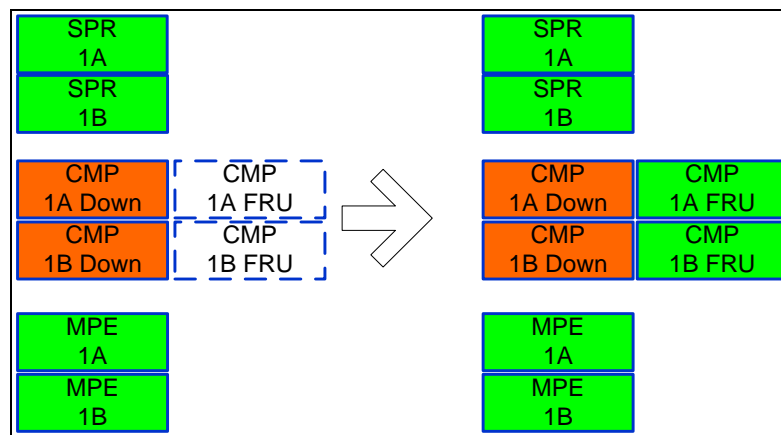 SPR
1A
SPR
1B
CMP
1A Down
CMP
1A FRU
CMP
1B Down
CMP
1B FRU
MPE
1A
MPE
1B
SPR
1A
SPR
1B
CMP
1A Down
CMP
1A FRU
CMP
1B Down
CMP
1B FRU
MPE
1A
MPE
1B